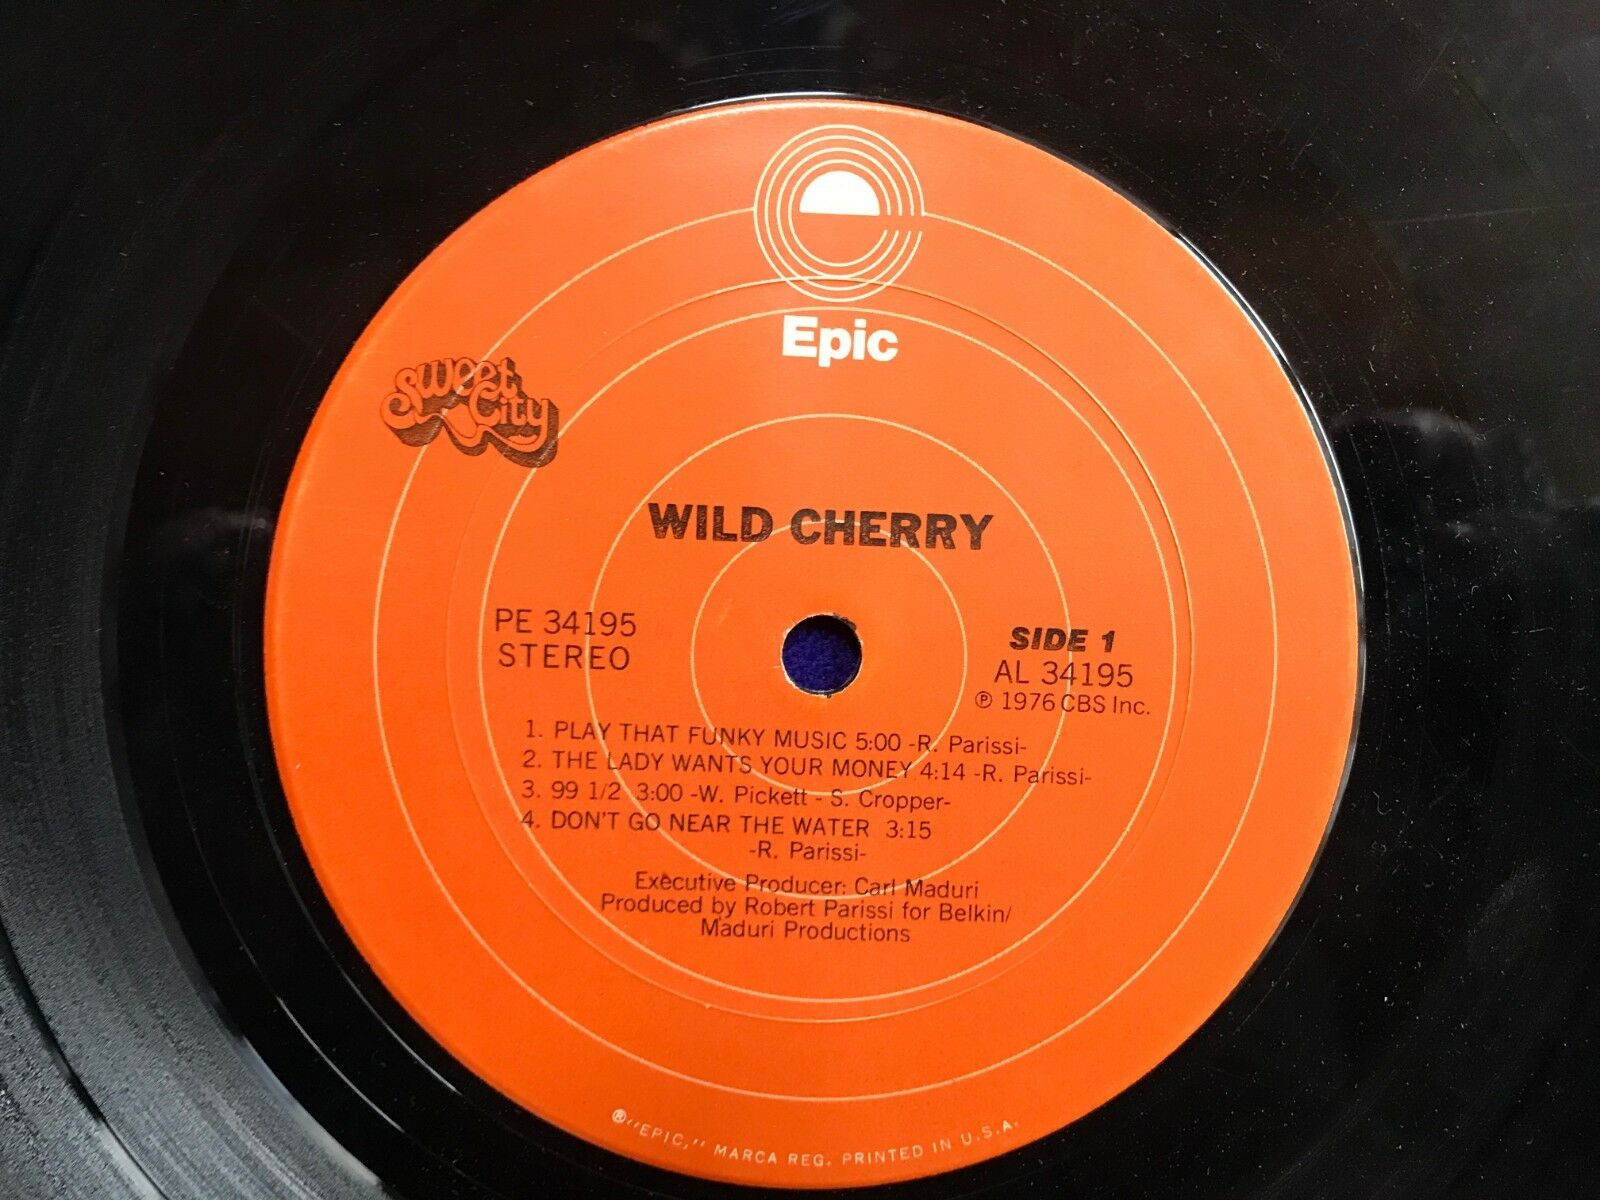 Epic
Sweet City
WILD CHERRY
PE 34195
STEREO
SIDE 1
AL 34195
℗ 1976 CBS Inc.
1. PLAY THAT FUNKY MUSIC 5:00 -R. Parissi-
2. THE LADY WANTS YOUR MONEY 4:14 -R. Parissi-
3. 99 1/2 3:00 -W. Pickett - S. Cropper-
4. DON'T GO NEAR THE WATER 3:15
-R. Parissi-
Executive Producer: Carl Maduri
Produced by Robert Parissi for Belkin/
Maduri Productions
®"EPIC," MARCA REG. PRINTED IN U.S.A.